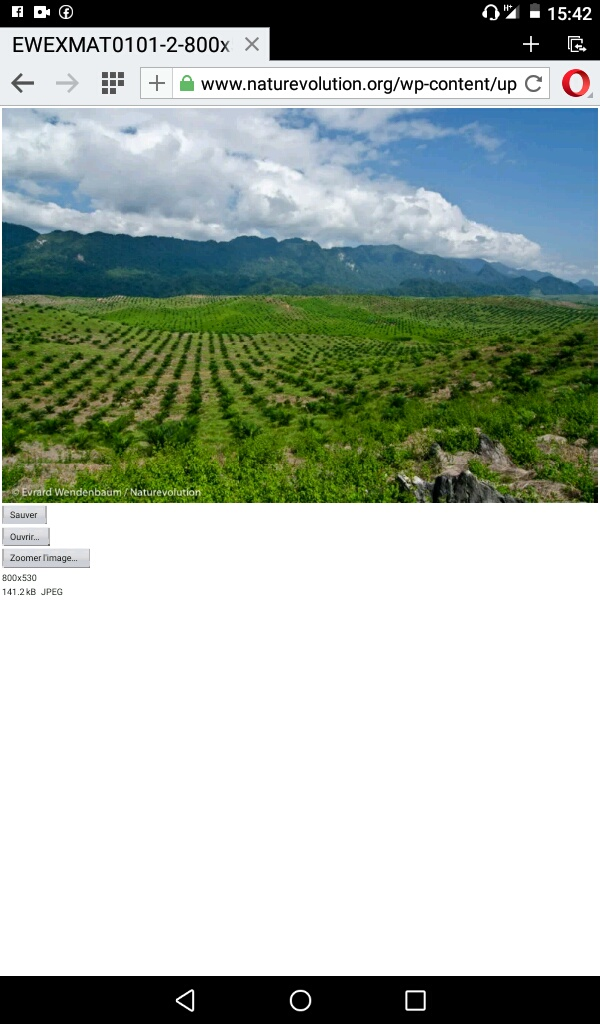 H+ 15:42
EWEXMAT0101-2-800x
www.naturevolution.org/wp-content/up
© Evrard Wendenbaum / Naturevolution
Sauver
Ouvrir...
Zoomer l'image...
800x530
141.2 kB JPEG